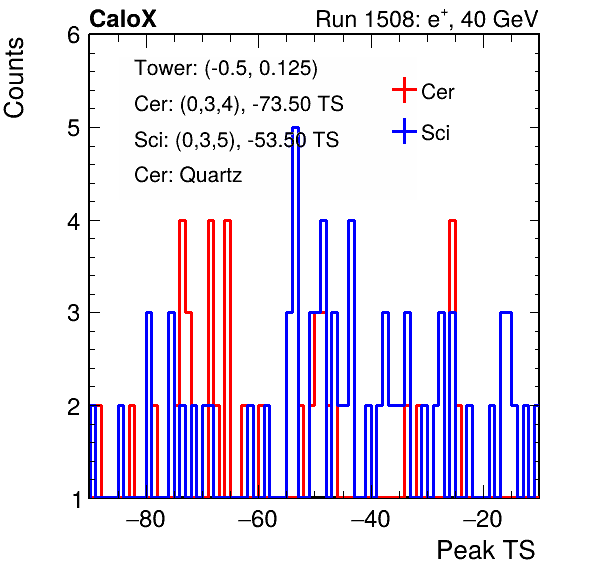 CaloX Run 1508: e+, 40 GeV
Counts
6
Tower: (-0.5, 0.125)
Cer: (0,3,4), -73.50 TS
Sci: (0,3,5), -53.50 TS
Cer: Quartz
Cer
Sci
5
4
3
2
1
−80 −60 −40 −20
Peak TS